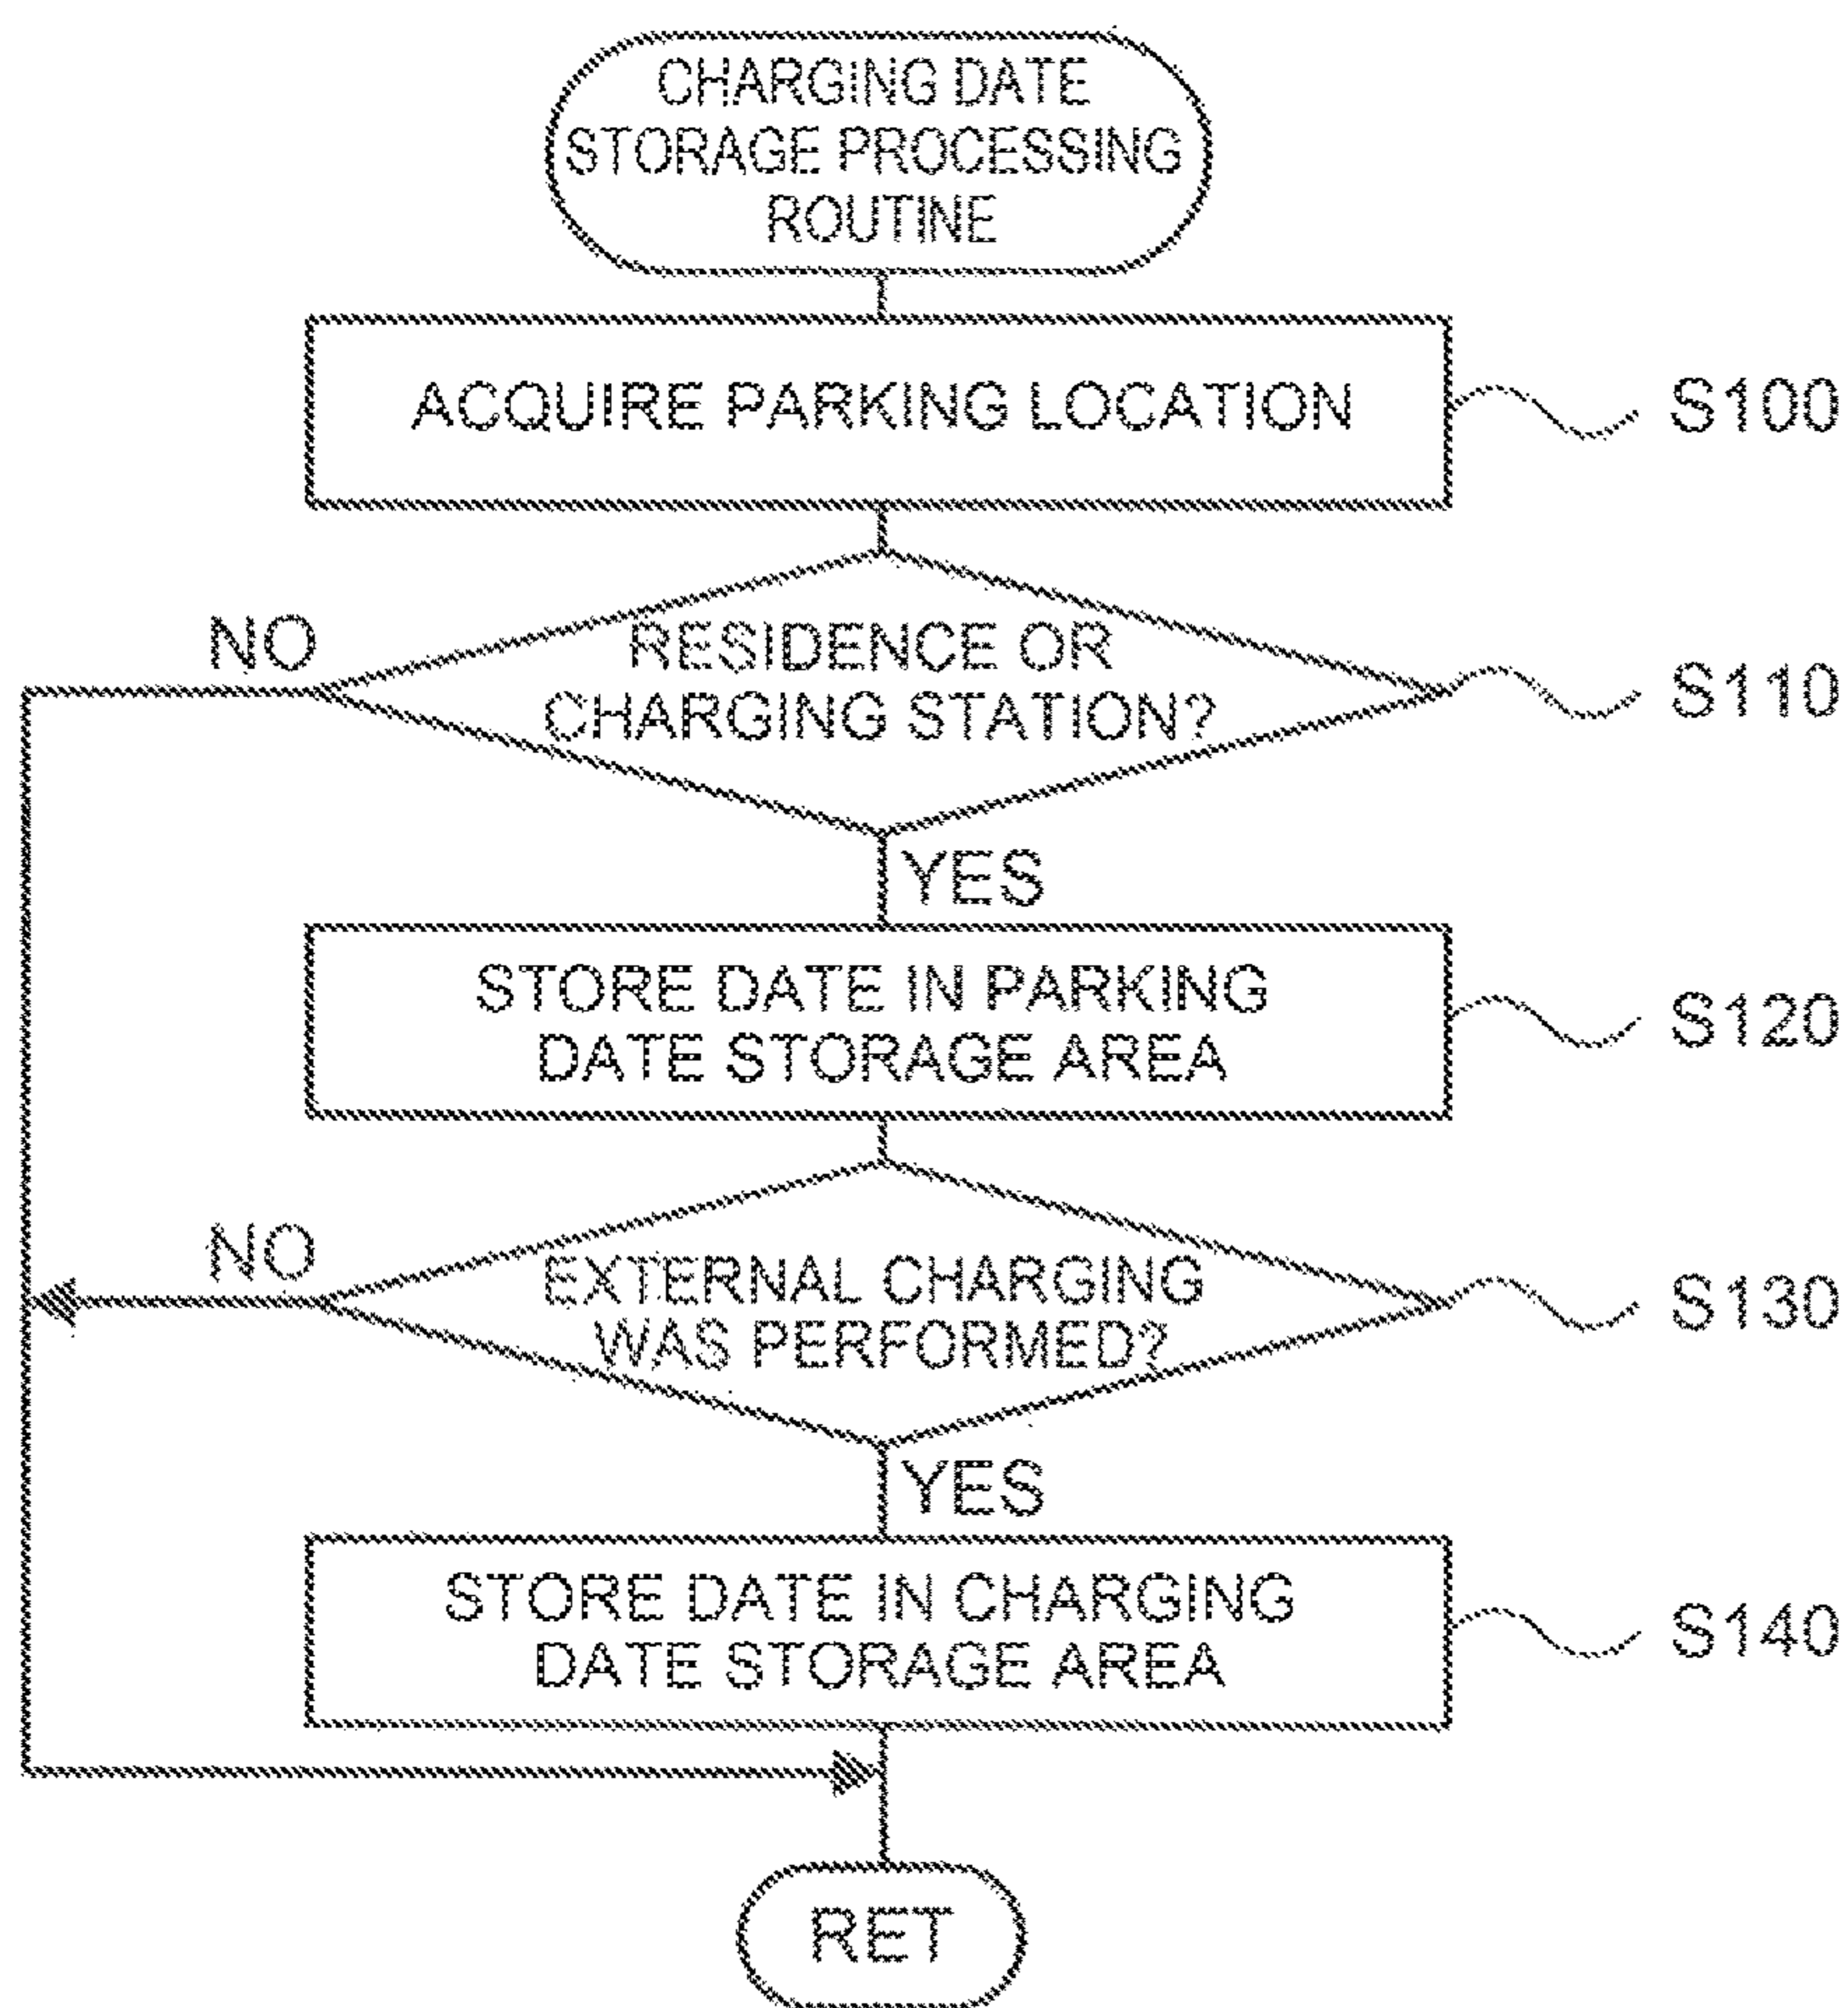 CHARGING DATE
STORAGE PROCESSING
ROUTINE
ACQUIRE PARKING LOCATION
S100
NO
RESIDENCE OR
CHARGING STATION?
S110
YES
STORE DATE IN PARKING
DATE STORAGE AREA
S120
NO
EXTERNAL CHARGING
WAS PERFORMED?
S130
YES
STORE DATE IN CHARGING
DATE STORAGE AREA
S140
RET